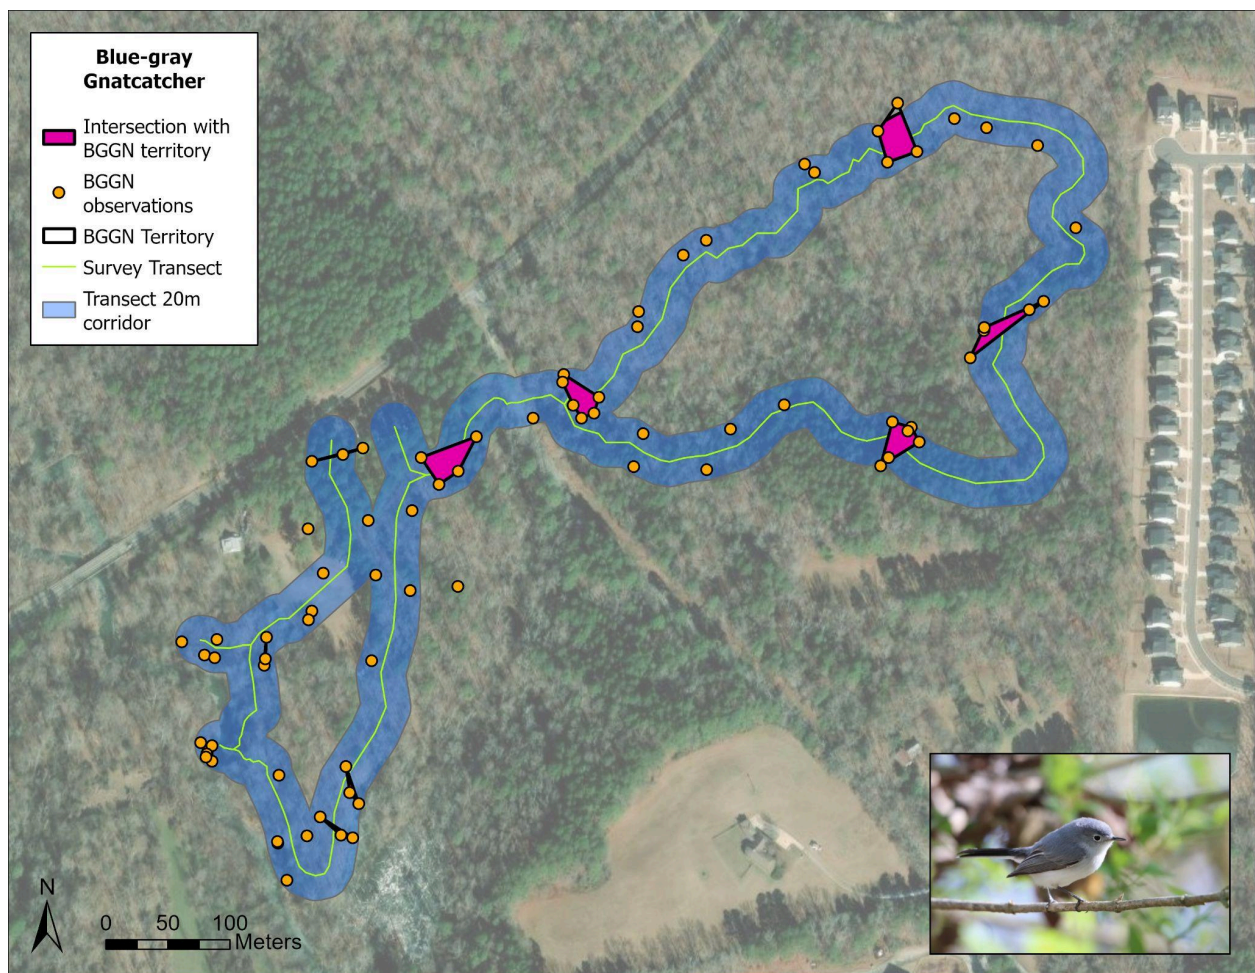 Blue-gray
Gnatcatcher
Intersection with
BGGN territory
BGGN
observations
BGGN Territory
Survey Transect
Transect 20m
corridor
N
0 50 100
Meters